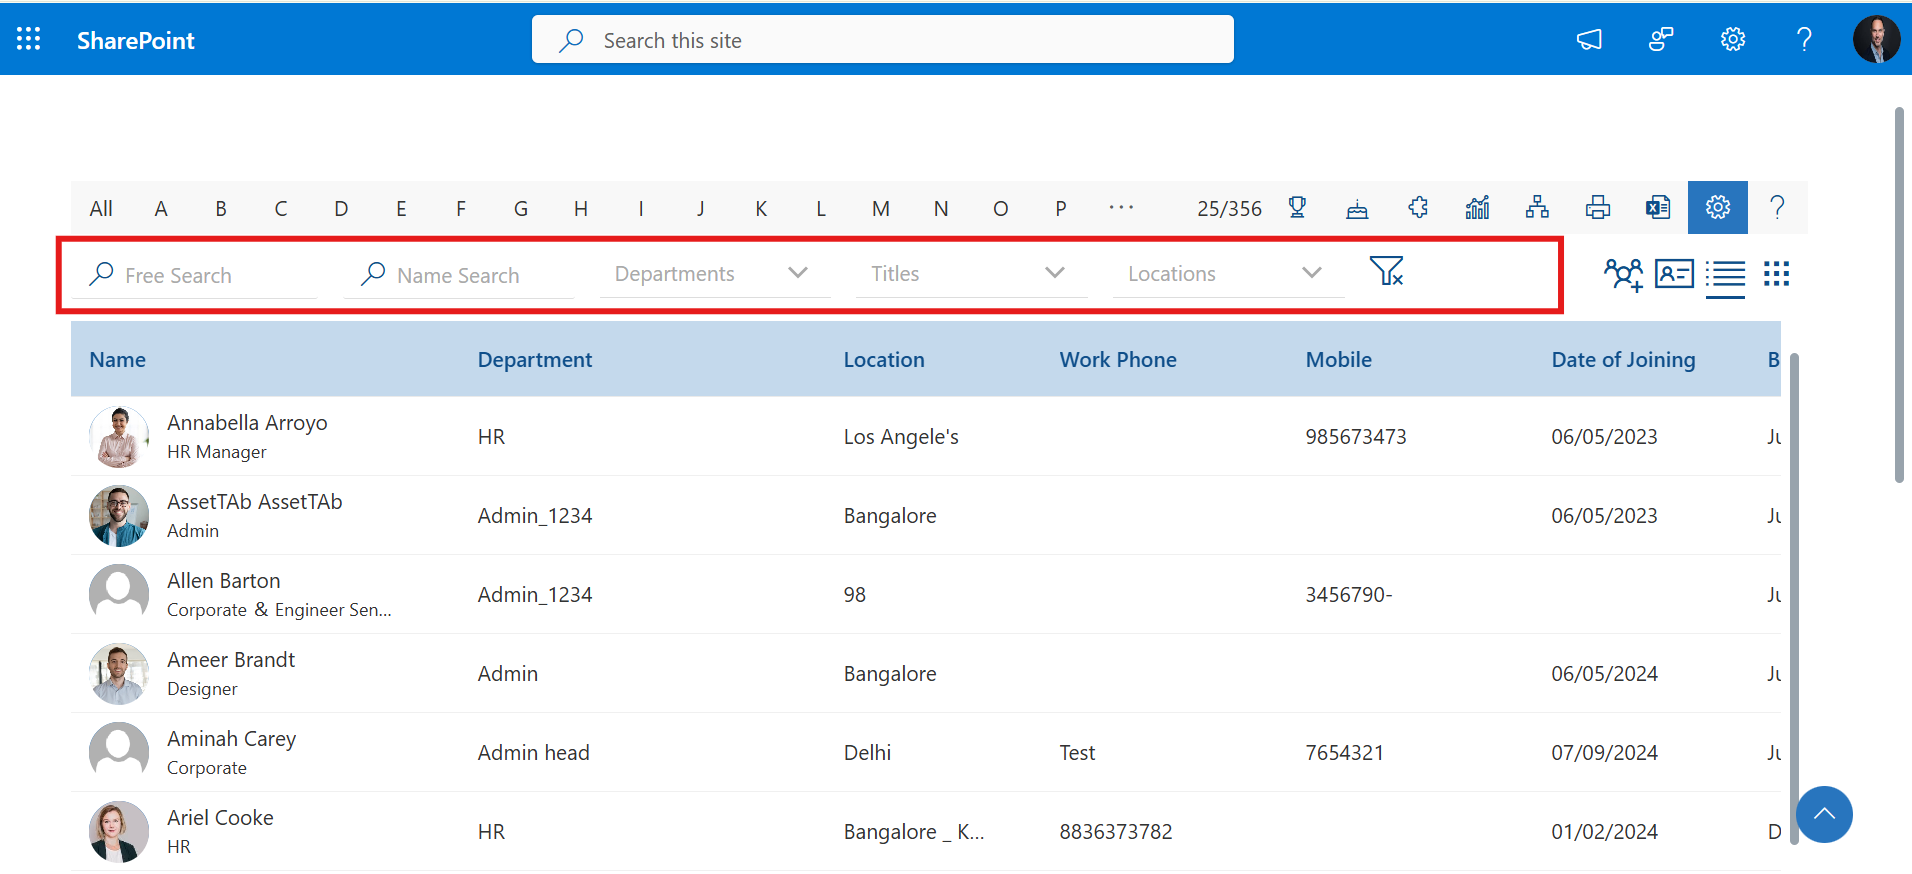 SharePoint Search this site
All A B C D E F G H I J K L M N O P ··· 25/356
Free Search Name Search Departments Titles Locations
Name Department Location Work Phone Mobile Date of Joining B
Annabella Arroyo
HR Manager
HR Los Angele's 985673473 06/05/2023 Ju
AssetTAb AssetTAb
Admin
Admin_1234 Bangalore 06/05/2023 Ju
Allen Barton
Corporate & Engineer Sen...
Admin_1234 98 3456790- Ju
Ameer Brandt
Designer
Admin Bangalore 06/05/2024 Ju
Aminah Carey
Corporate
Admin head Delhi Test 7654321 07/09/2024 Ju
Ariel Cooke
HR
HR Bangalore _ K... 8836373782 01/02/2024 D